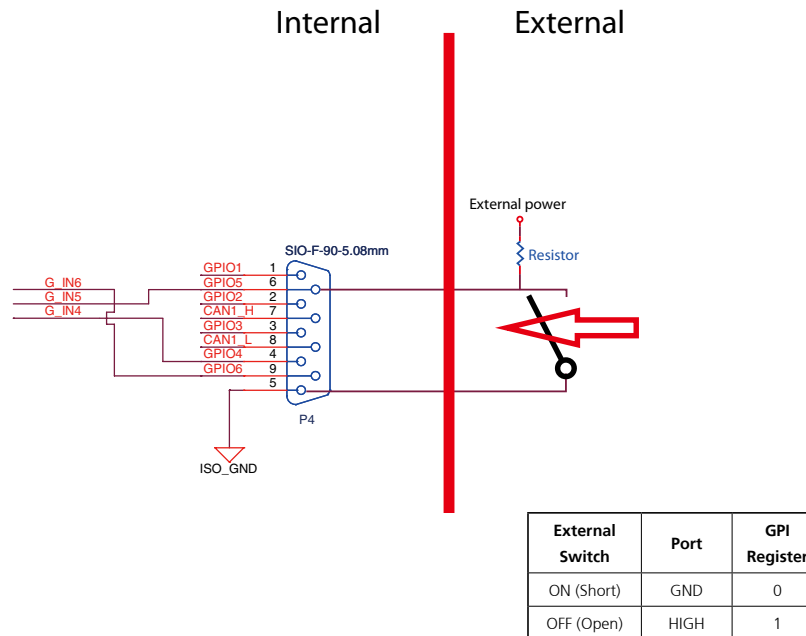 Internal External
External power
Resistor
SIO-F-90-5.08mm
GPIO1 1
GPIO5 6
GPIO2 2
CAN1_H 7
GPIO3 3
CAN1_L 8
GPIO4 4
GPIO6 9
5
G_IN6
G_IN5
G_IN4
P4
ISO_GND
External Switch Port GPI Register
ON (Short) GND 0
OFF (Open) HIGH 1